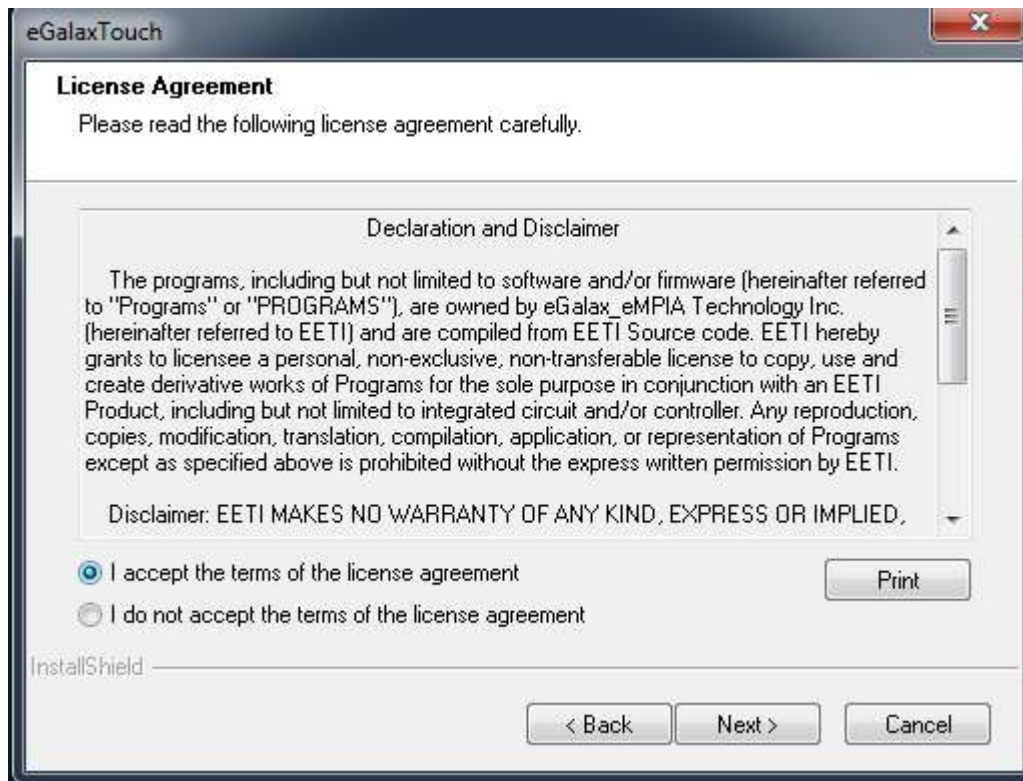 eGalaxTouch
License Agreement
Please read the following license agreement carefully.
Declaration and Disclaimer
The programs, including but not limited to software and/or firmware (hereinafter referred
to "Programs" or "PROGRAMS"), are owned by eGalax_eMPIA Technology Inc.
(hereinafter referred to EETI) and are compiled from EETI Source code. EETI hereby
grants to licensee a personal, non-exclusive, non-transferable license to copy, use and
create derivative works of Programs for the sole purpose in conjunction with an EETI
Product, including but not limited to integrated circuit and/or controller. Any reproduction,
copies, modification, translation, compilation, application, or representation of Programs
except as specified above is prohibited without the express written permission by EETI.
Disclaimer: EETI MAKES NO WARRANTY OF ANY KIND, EXPRESS OR IMPLIED,
I accept the terms of the license agreement
Print
I do not accept the terms of the license agreement
InstallShield
< Back
Next >
Cancel